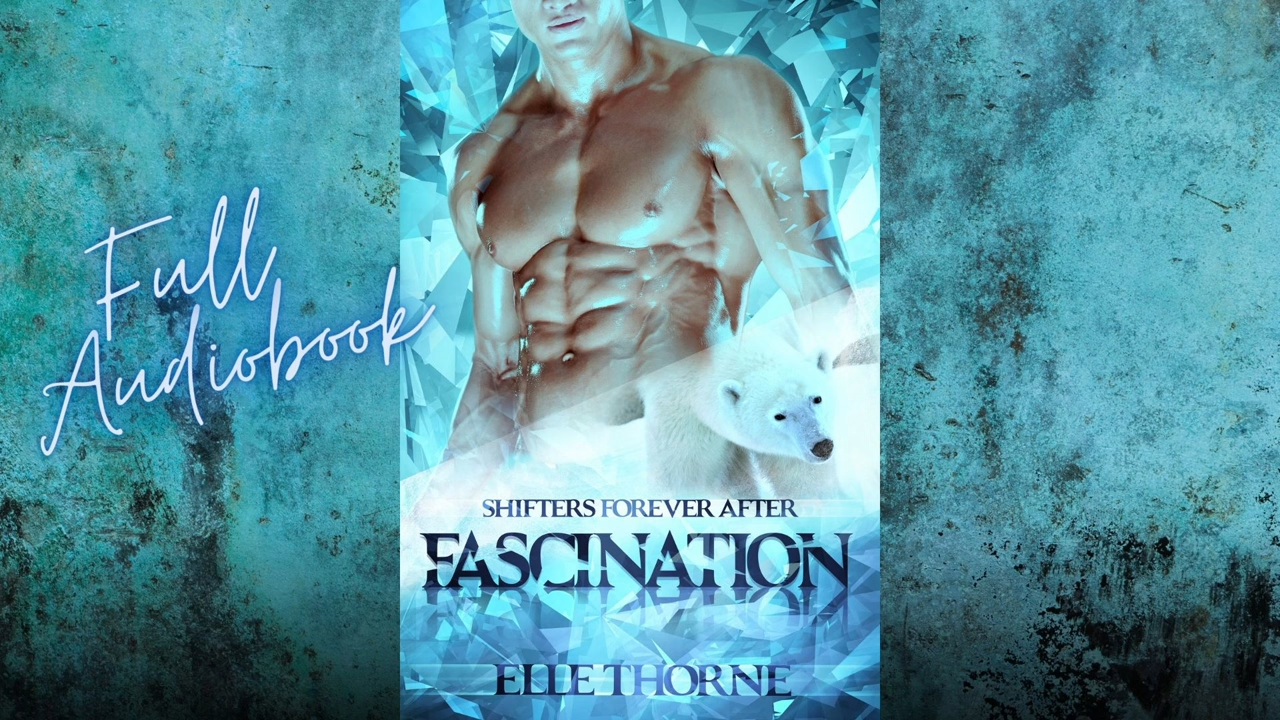 Full
Audiobook
SHIFTERS FOREVER AFTER
FASCINATION
ELLE THORNE